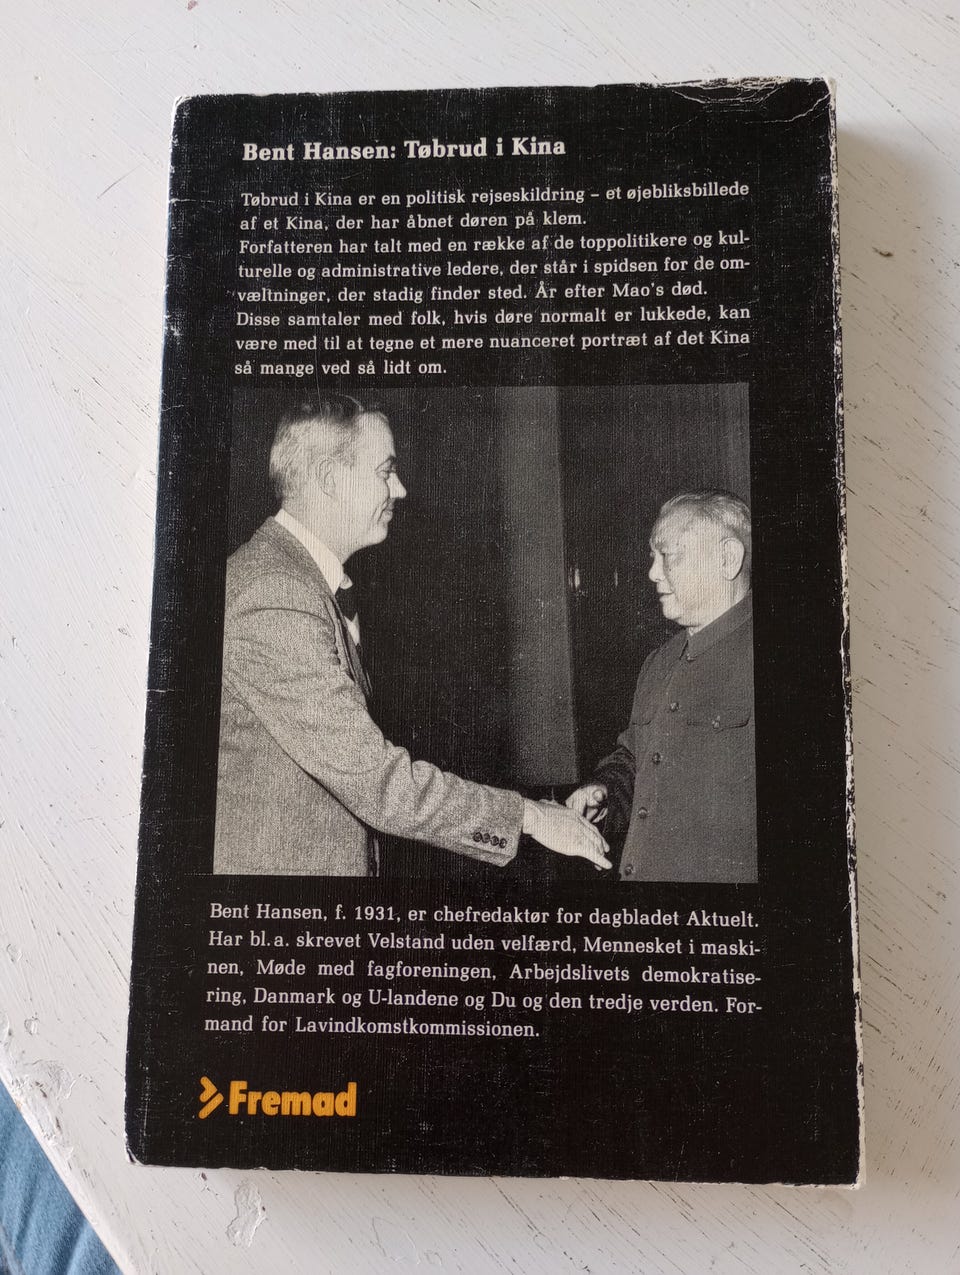 Bent Hansen: Tøbrud i Kina
Tøbrud i Kina er en politisk rejseskildring – et øjebliksbillede
af et Kina, der har åbnet døren på klem.
Forfatteren har talt med en række af de toppolitikere og kul-
turelle og administrative ledere, der står i spidsen for de om-
væltninger, der stadig finder sted. År efter Mao's død.
Disse samtaler med folk, hvis døre normalt er lukkede, kan
være med til at tegne et mere nuanceret portræt af det Kina
så mange ved så lidt om.
Bent Hansen, f. 1931, er chefredaktør for dagbladet Aktuelt.
Har bl.a. skrevet Velstand uden velfærd, Mennesket i maski-
nen, Møde med fagforeningen, Arbejdslivets demokratise-
ring, Danmark og U-landene og Du og den tredje verden. For-
mand for Lavindkomstkommissionen.
Fremad